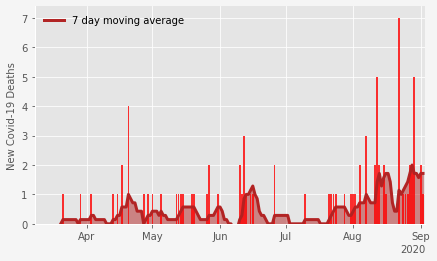 7 day moving average
New Covid-19 Deaths
7
6
5
4
3
2
1
0
Apr
May
Jun
Jul
Aug
Sep
2020